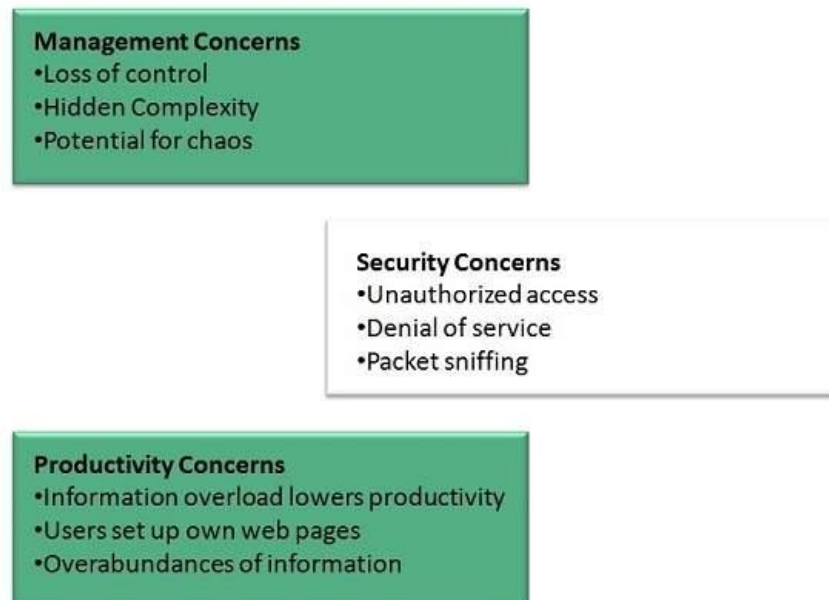 Management Concerns
•Loss of control
•Hidden Complexity
•Potential for chaos
Security Concerns
•Unauthorized access
•Denial of service
•Packet sniffing
Productivity Concerns
•Information overload lowers productivity
•Users set up own web pages
•Overabundances of information